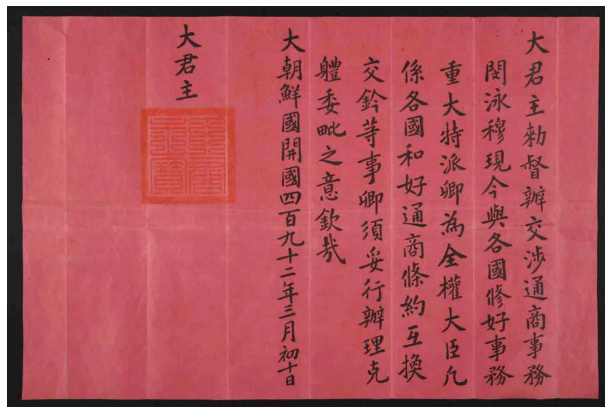 大君主勅督辦交涉通商事務
閔泳穆現今與各國修好事務
重大特派卿為全權大臣凡
係各國和好通商條約互換
交鈐䓁事卿須妥行辦理克
軆委毗之意欽哉
大朝鮮國開國四百九十二年三月初十日
大君主